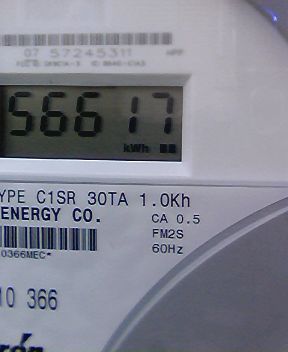 07 57245311
56617
kWh
YPE C1SR 30TA 1.0Kh
ENERGY CO.
CA 0.5
FM2S
60Hz
0366MEC*
10 366
rón